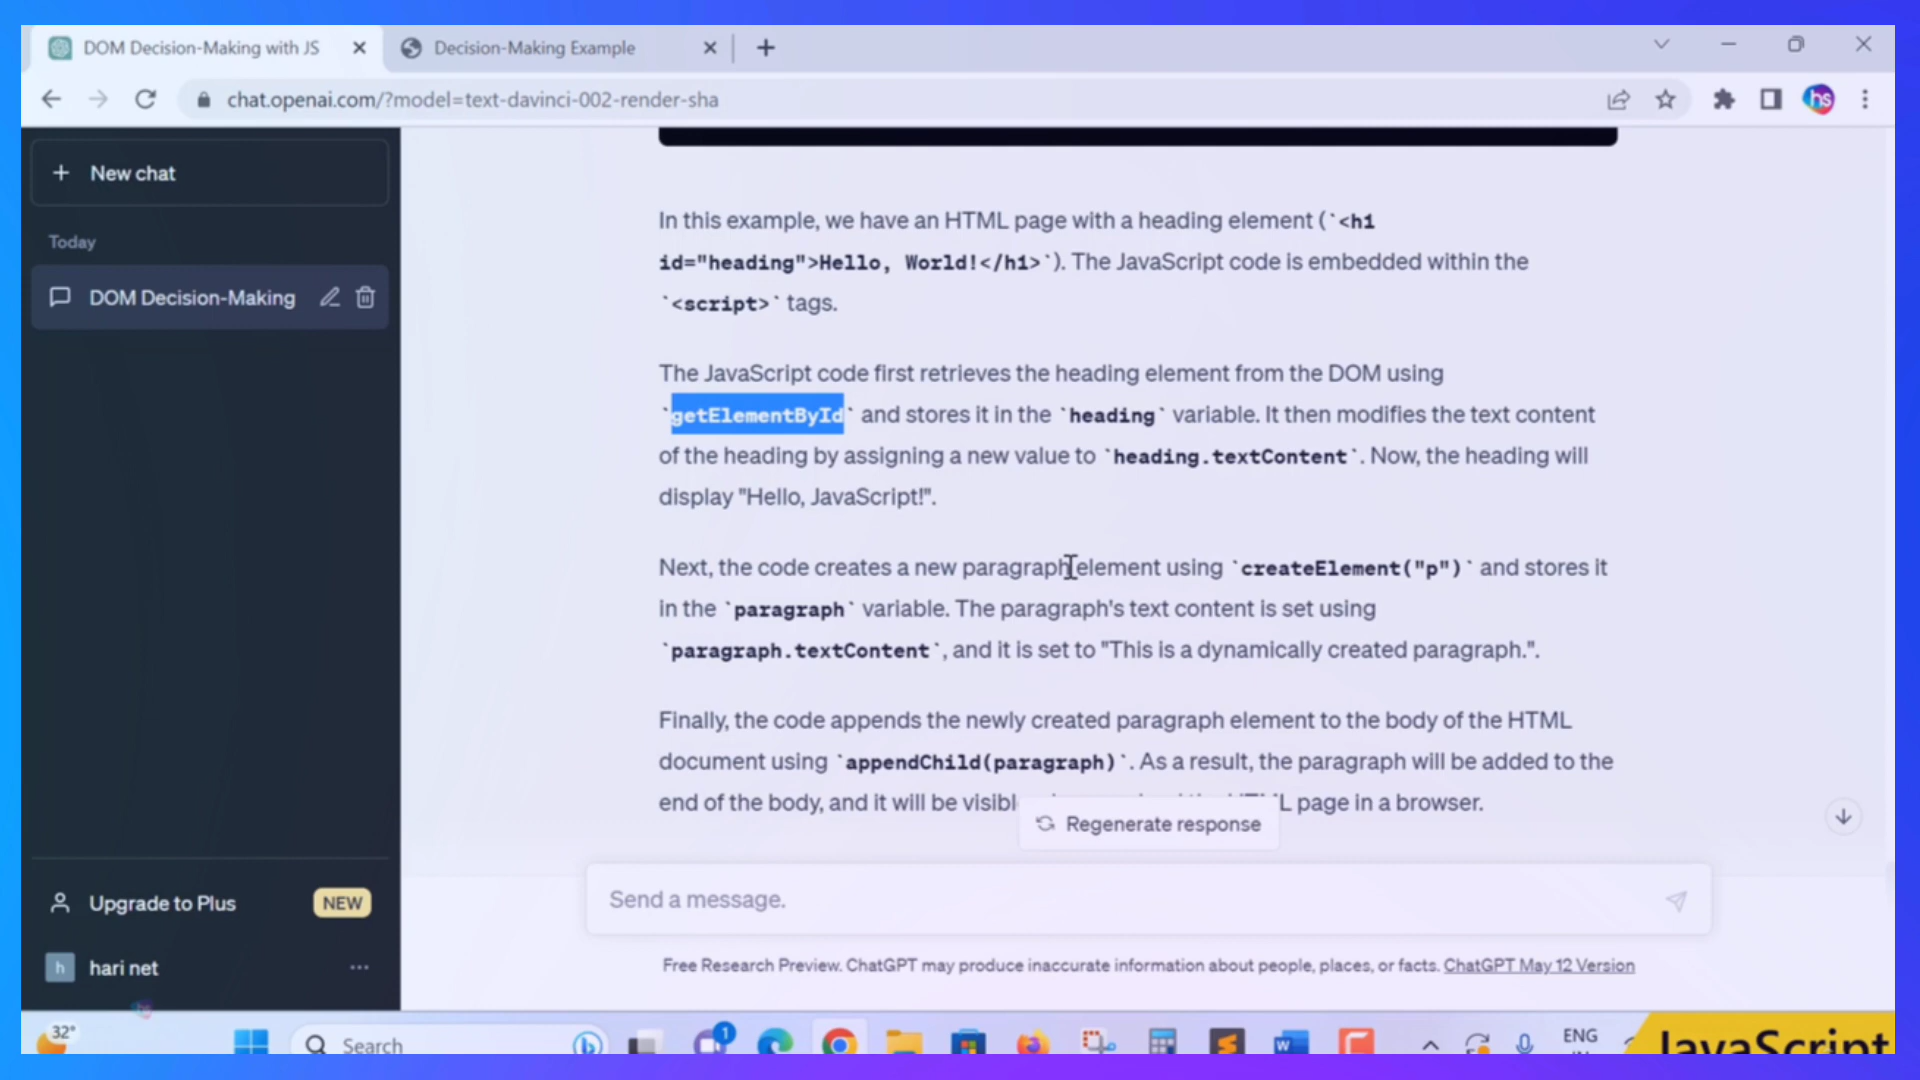 DOM Decision-Making with JS
Decision-Making Example
chat.openai.com/?model=text-davinci-002-render-sha
hs
New chat
Today
DOM Decision-Making
In this example, we have an HTML page with a heading element (`<h1
id="heading">Hello, World!</h1>`). The JavaScript code is embedded within the
`<script>` tags.
The JavaScript code first retrieves the heading element from the DOM using
`getElementById` and stores it in the `heading` variable. It then modifies the text content
of the heading by assigning a new value to `heading.textContent`. Now, the heading will
display "Hello, JavaScript!".
Next, the code creates a new paragraph element using `createElement("p")` and stores it
in the `paragraph` variable. The paragraph's text content is set using
`paragraph.textContent`, and it is set to "This is a dynamically created paragraph.".
Finally, the code appends the newly created paragraph element to the body of the HTML
document using `appendChild(paragraph)`. As a result, the paragraph will be added to the
end of the body, and it will be page in a browser.
Regenerate response
Send a message.
Upgrade to Plus
NEW
h
hari net
Free Research Preview. ChatGPT may produce inaccurate information about people, places, or facts. ChatGPT May 12 Version
32°
Search
1
ENG
JavaScript